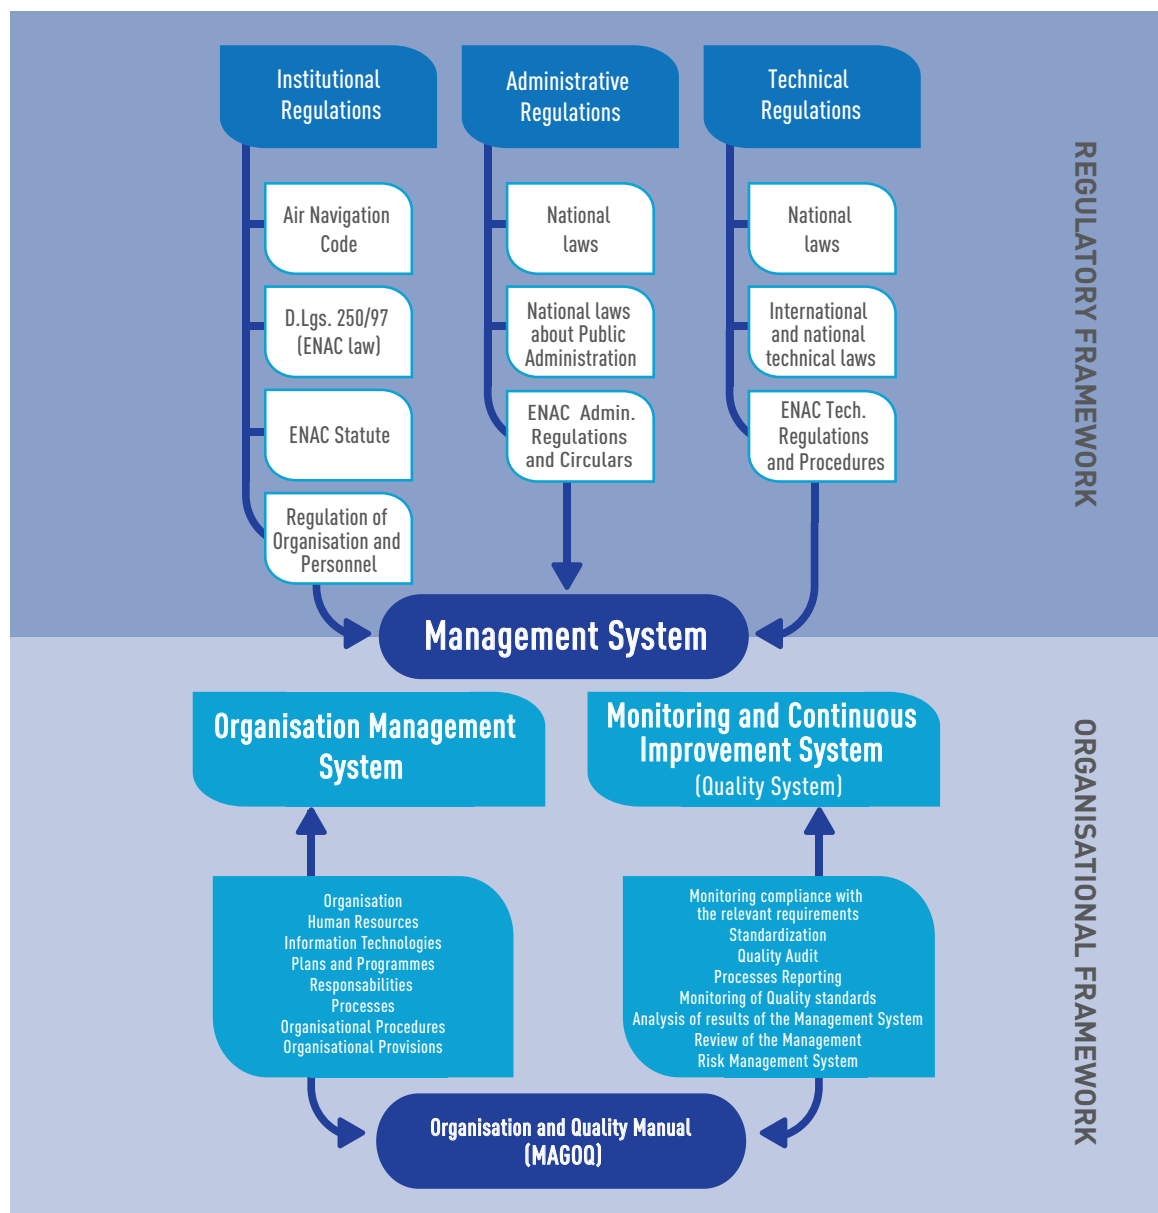 Institutional
Regulations
Air Navigation
Code
D.Lgs. 250/97
(ENAC law)
ENAC Statute
Regulation of
Organisation and
Personnel
Administrative
Regulations
National
laws
National laws
about Public
Administration
ENAC Admin.
Regulations
and Circulars
Technical
Regulations
National
laws
International
and national
technical laws
ENAC Tech.
Regulations
and Procedures
REGULATORY FRAMEWORK
Management System
Organisation Management
System
Organisation
Human Resources
Information Technologies
Plans and Programmes
Responsabilities
Processes
Organisational Procedures
Organisational Provisions
Monitoring and Continuous
Improvement System
(Quality System)
Monitoring compliance with
the relevant requirements
Standardization
Quality Audit
Processes Reporting
Monitoring of Quality standards
Analysis of results of the Management System
Review of the Management
Risk Management System
ORGANISATIONAL FRAMEWORK
Organisation and Quality Manual
(MAGOQ)